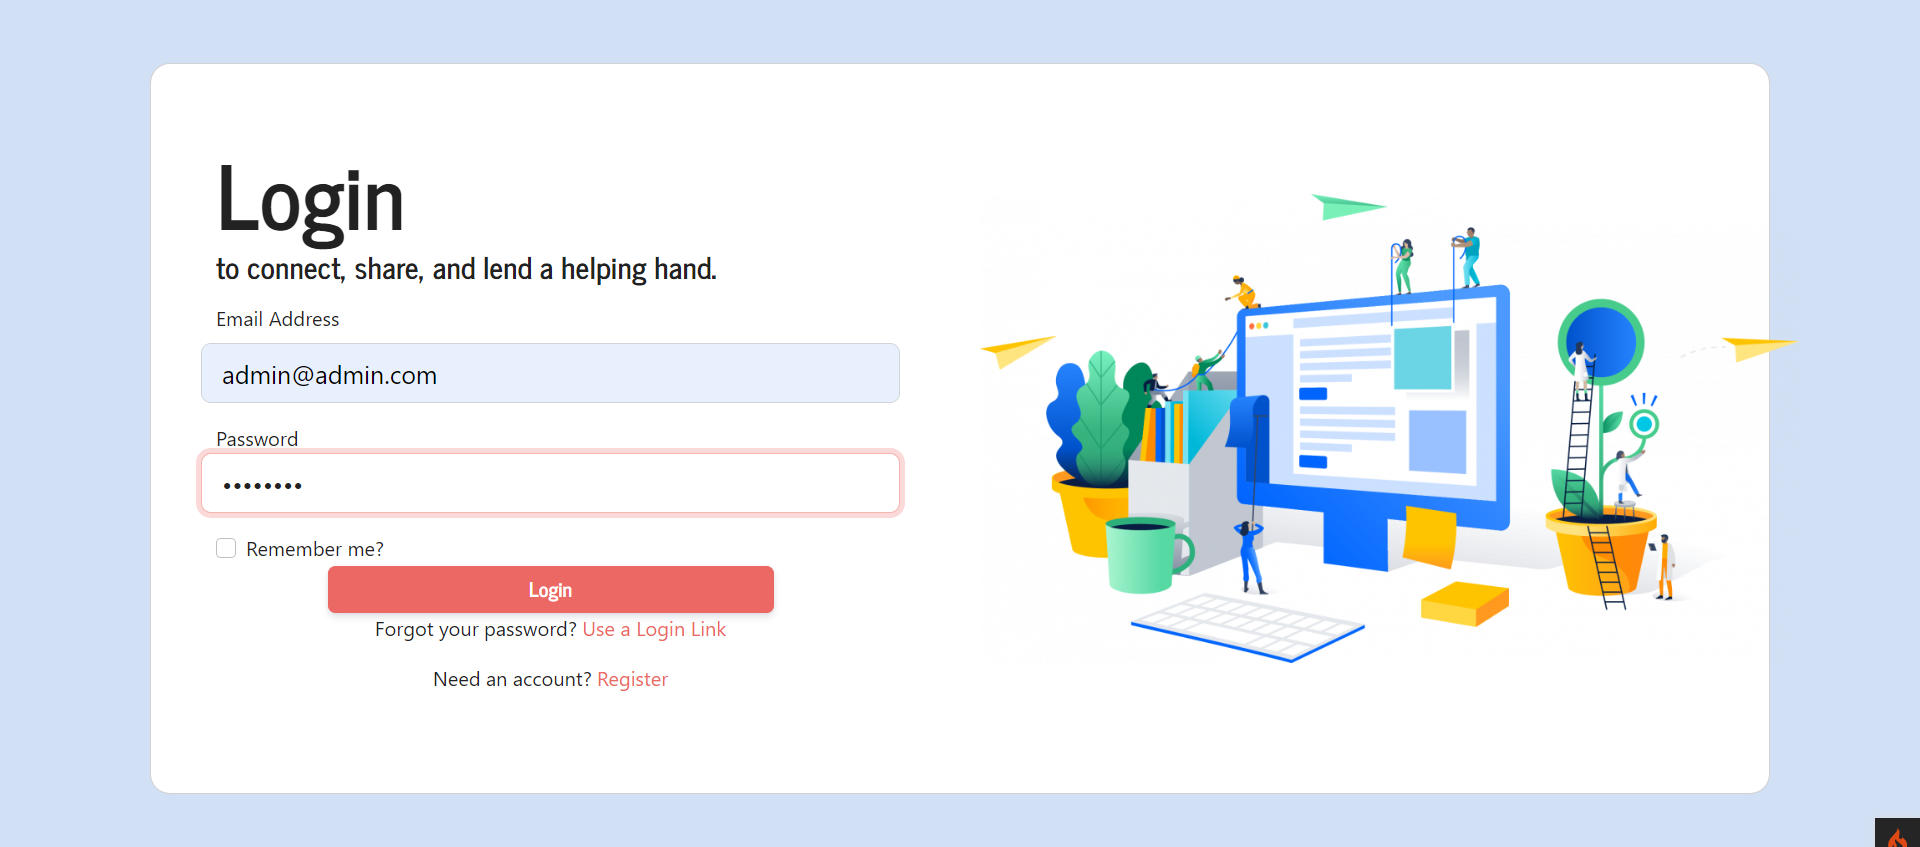 Login
to connect, share, and lend a helping hand.
Email Address
admin@admin.com
Password
••••••••
Remember me?
Login
Forgot your password? Use a Login Link
Need an account? Register